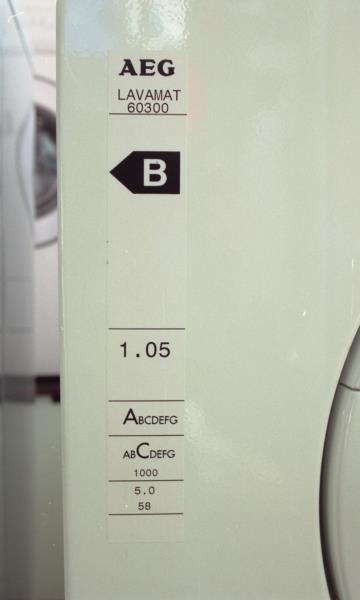 AEG
LAVAMAT
60300
B
1.05
ABCDEFG
ABCDEFG
1000
5.0
58